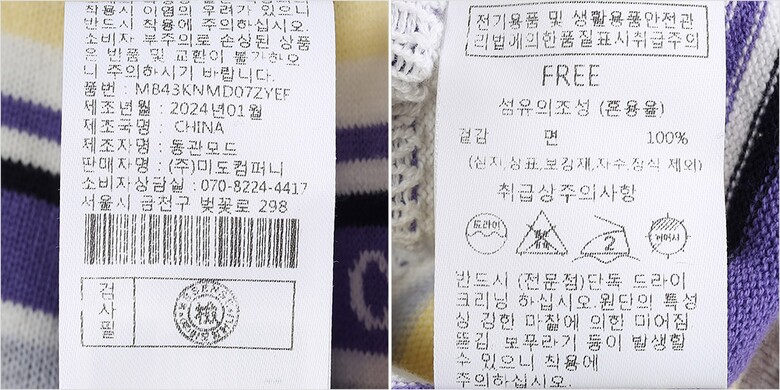 착용시 이염의 우려가 있으니
반드시 착용에 주의하십시오.
소비자 부주의로 손상된 상품
은 반품 및 교환이 불가하오
니 주의하시기 바랍니다.
품번 : MB43KNMD07ZYEF
제조년월 : 2024년01월
제조국명 : CHINA
제조자명 : 동관모드
판매자명 : (주)미도컴퍼니
소비자상담실 : 070-8224-4417
서울시 금천구 벚꽃로 298
검사필
전기용품 및 생활용품안전관
리법에의한품질표시취급주의
FREE
섬유의조성 (혼용율)
겉감 면 100%
(심지,상표,보강재,자수,장식 제외)
취급상주의사항
드라이
2
반드시 (전문점)단독 드라이
크리닝 하십시오.원단의 특성
상 강한 마찰에 의한 미어짐
뜯김 보푸라기 등이 발생할
수 있으니 착용에
주의하십시오.